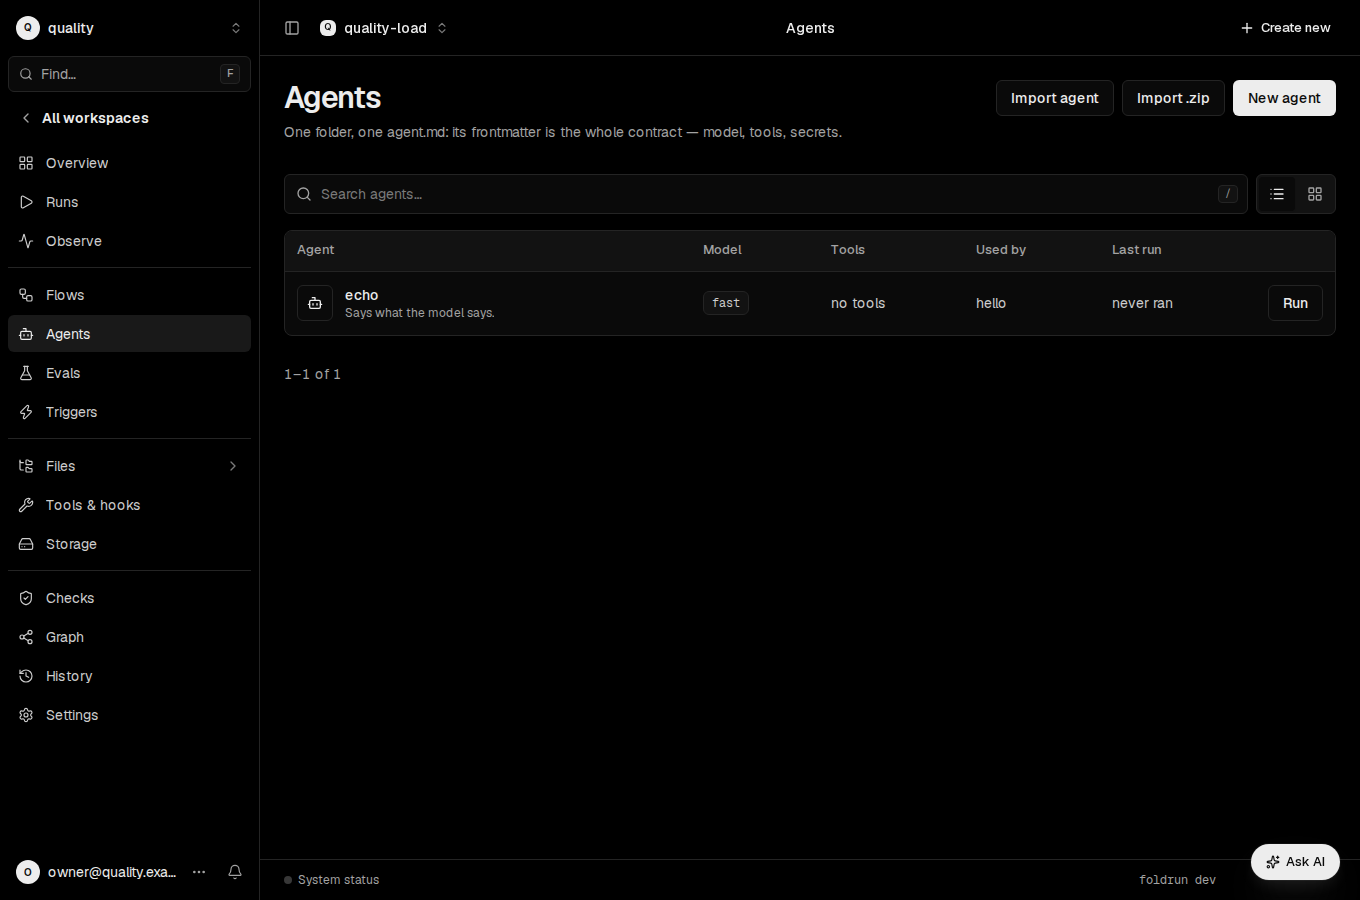 Q quality
Find… F
All workspaces
Overview
Runs
Observe
Flows
Agents
Evals
Triggers
Files
Tools & hooks
Storage
Checks
Graph
History
Settings
O owner@quality.exa… ...
Q quality-load
Agents
Create new
Agents
Import agent
Import .zip
New agent
One folder, one agent.md: its frontmatter is the whole contract — model, tools, secrets.
Search agents… /
Agent Model Tools Used by Last run
echo
Says what the model says.
fast no tools hello never ran Run
1–1 of 1
System status
foldrun dev
Ask AI